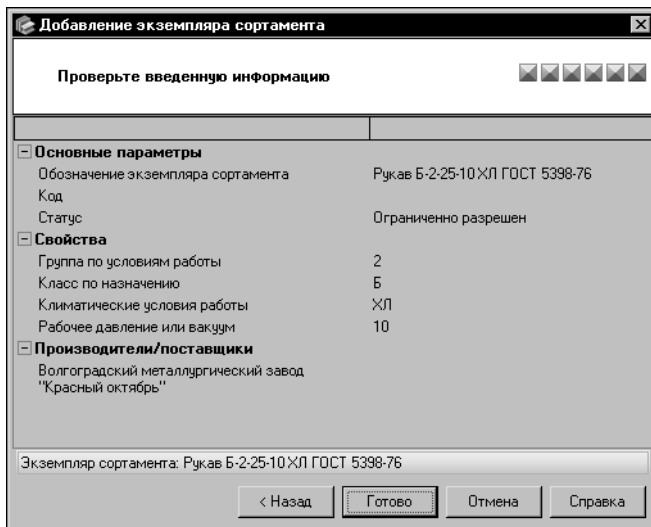 Добавление экземпляра сортамента
Проверьте введенную информацию
Основные параметры
Обозначение экземпляра сортамента Рукав Б-2-25-10 ХЛ ГОСТ 5398-76
Код
Статус Ограниченно разрешен
Свойства
Группа по условиям работы 2
Класс по назначению Б
Климатические условия работы ХЛ
Рабочее давление или вакуум 10
Производители/поставщики
Волгоградский металлургический завод
"Красный октябрь"
Экземпляр сортамента: Рукав Б-2-25-10 ХЛ ГОСТ 5398-76
< Назад Готово Отмена Справка